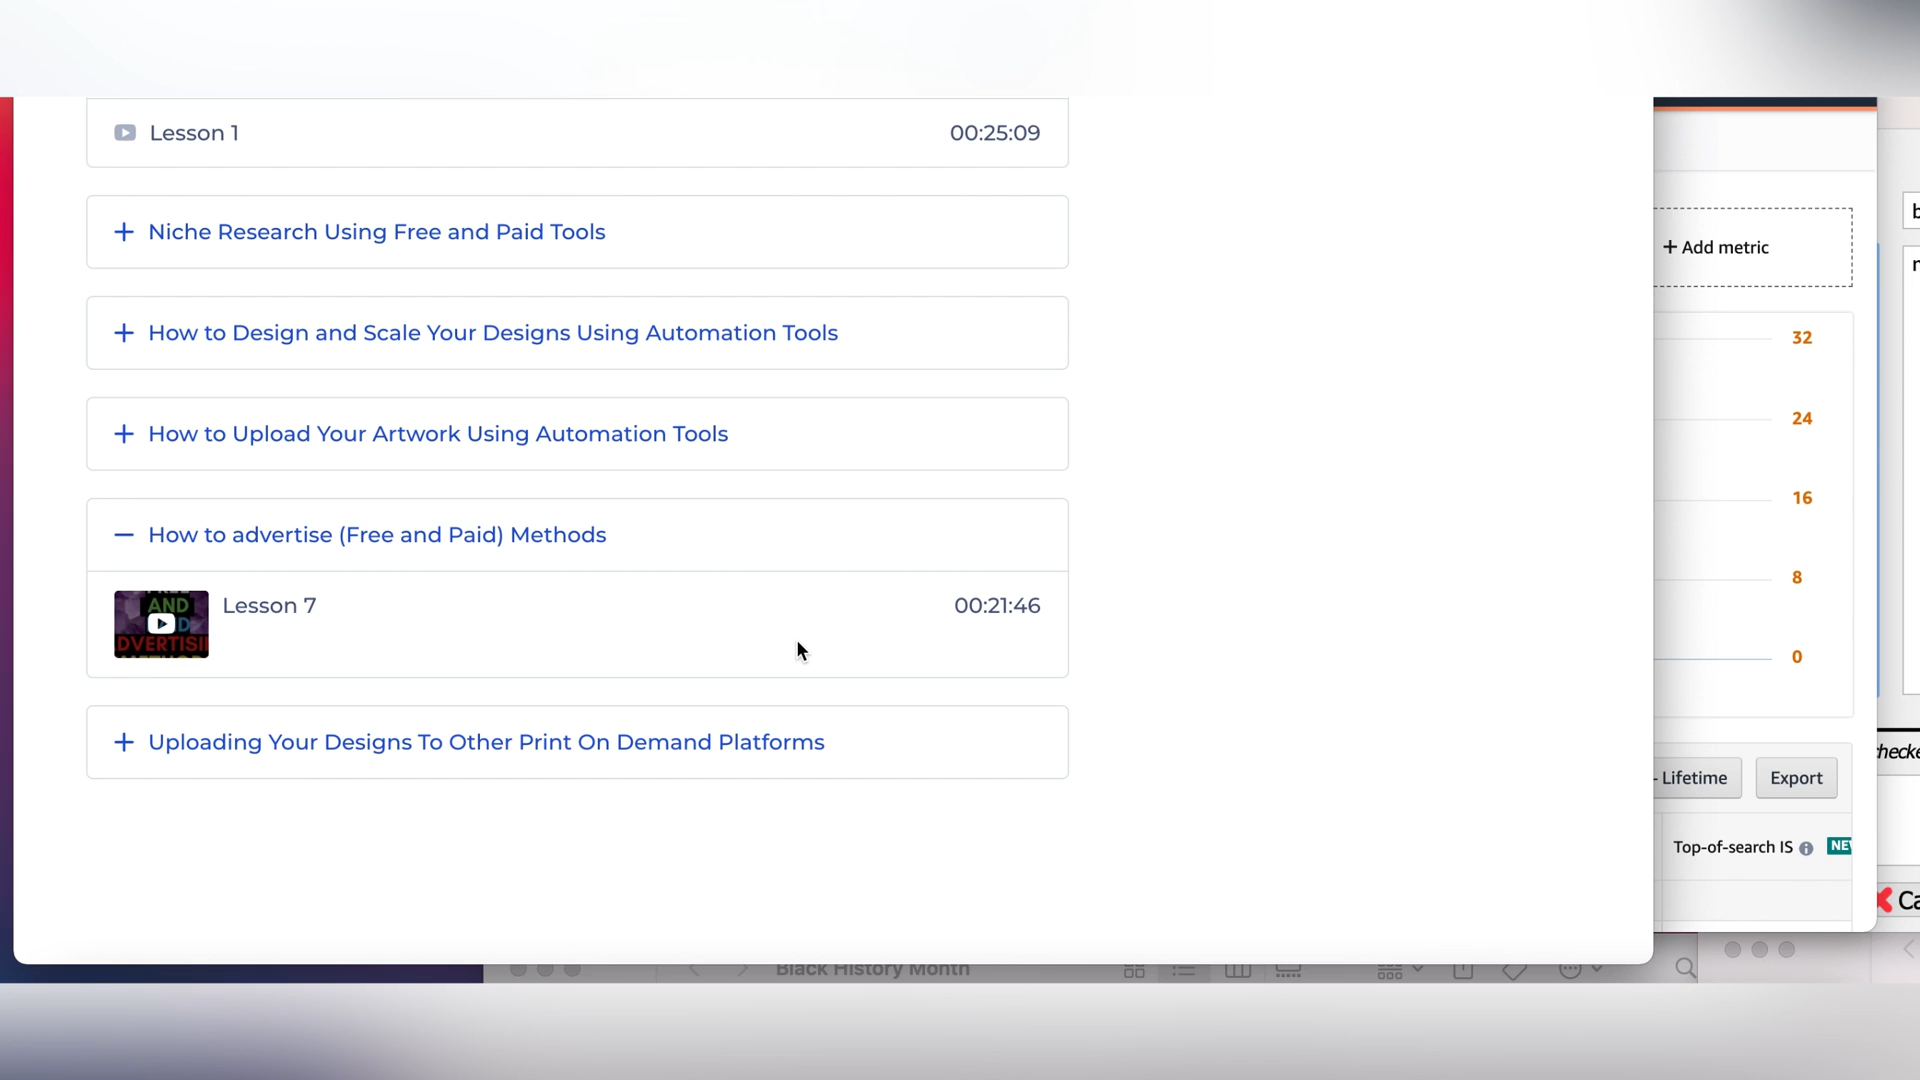 Lesson 1 00:25:09
Niche Research Using Free and Paid Tools
How to Design and Scale Your Designs Using Automation Tools
How to Upload Your Artwork Using Automation Tools
How to advertise (Free and Paid) Methods
AND
Lesson 7 00:21:46
Uploading Your Designs To Other Print On Demand Platforms
+ Add metric
32
24
16
8
0
- Lifetime
Export
Top-of-search IS
Black History Month